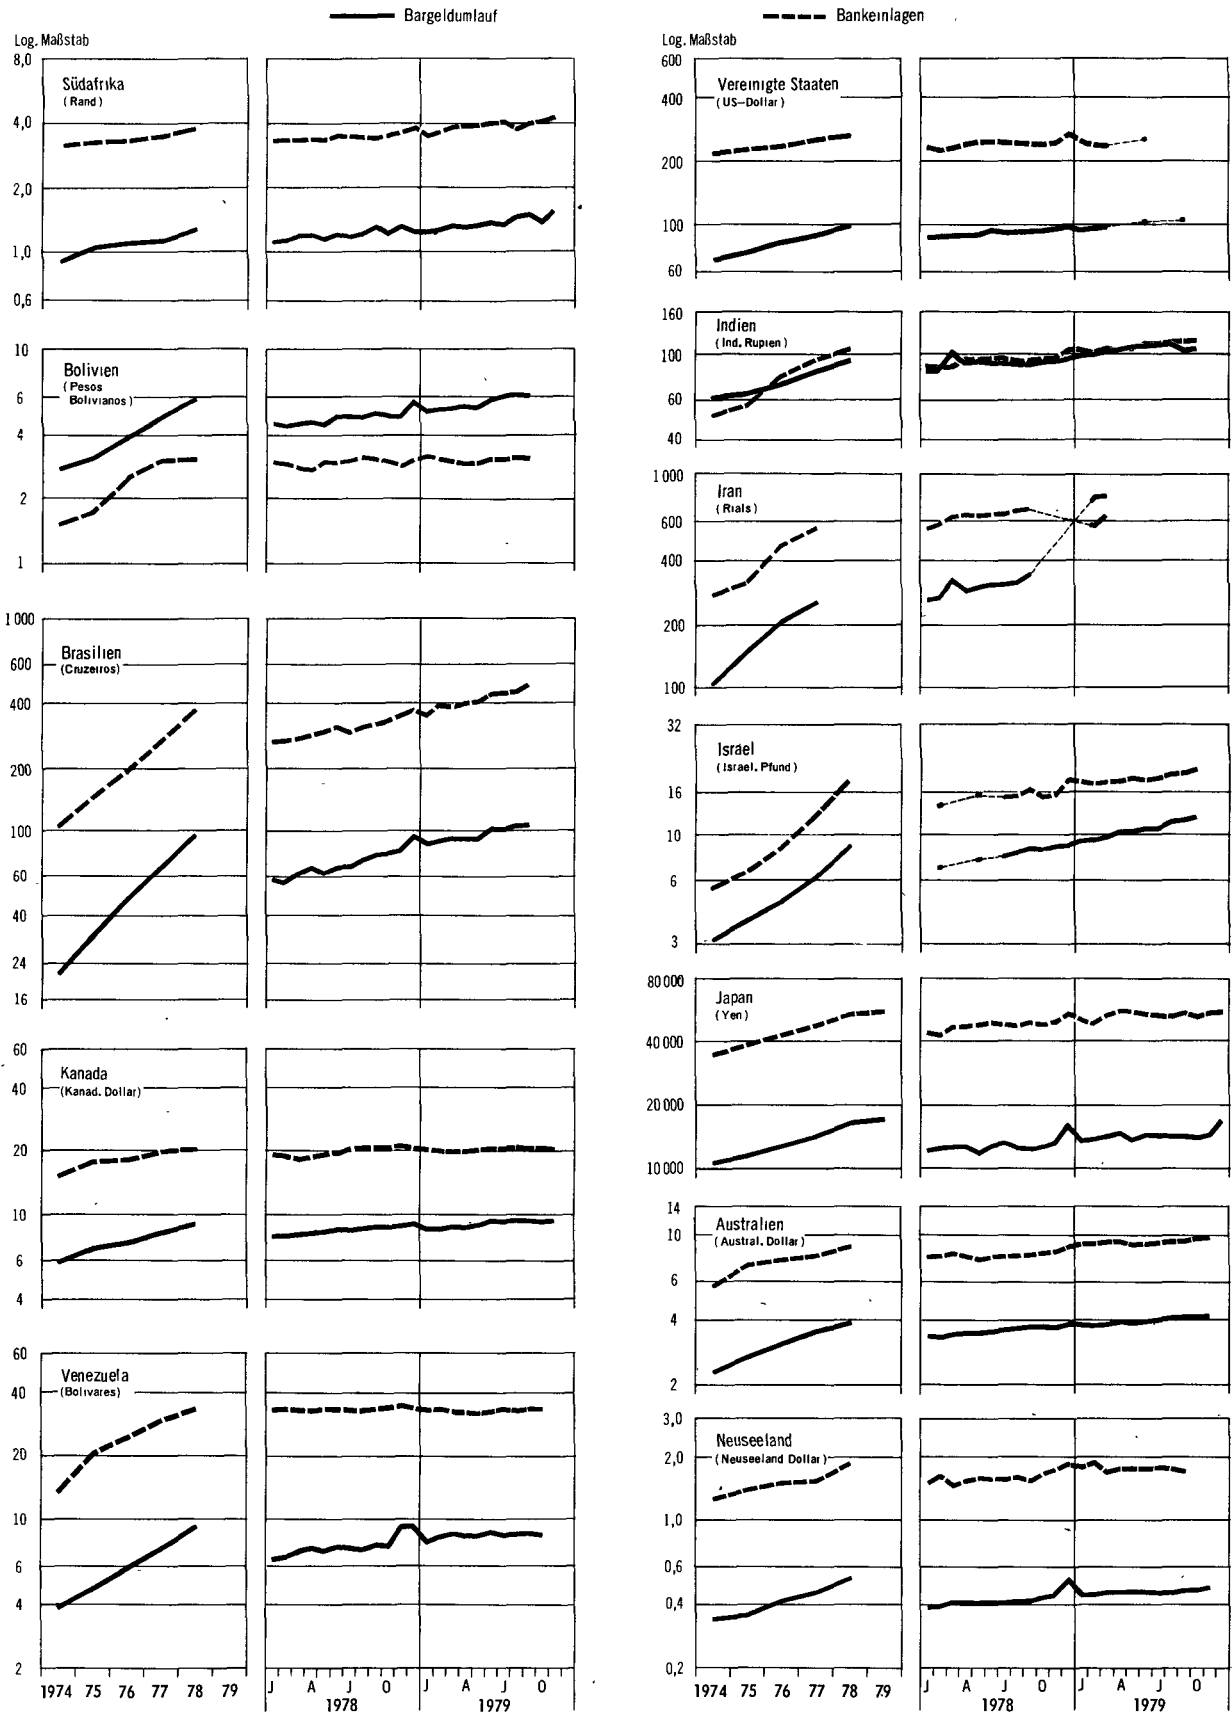 Bargeldumlauf
Bankeinlagen
Log. Maßstab
8,0
4,0
2,0
1,0
0,6
Südafrika
(Rand)
10
6
4
2
1
Bolivien
(Pesos
Bolivianos)
1 000
600
400
200
100
60
40
24
16
Brasilien
(Cruzeiros)
60
40
20
10
6
4
Kanada
(Kanad. Dollar)
60
40
20
10
6
4
2
Venezuela
(Bolivares)
1974 75 76 77 78 79
J A J O J A J O
1978 1979
Log. Maßstab
600
400
200
100
60
Vereinigte Staaten
(US-Dollar)
160
100
60
40
Indien
(Ind. Rupien)
1 000
600
400
200
100
Iran
(Rials)
32
16
10
6
3
Israel
(Israel. Pfund)
80 000
40 000
20 000
10 000
Japan
(Yen)
14
10
6
4
2
Australien
(Austral. Dollar)
3,0
2,0
1,0
0,6
0,4
0,2
Neuseeland
(Neuseeland Dollar)
1974 75 76 77 78 79
J A J O J A J O
1978 1979